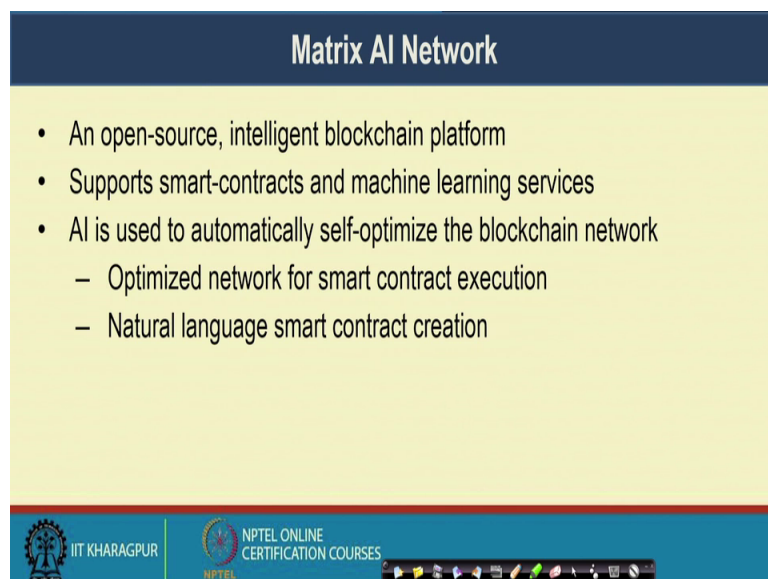 Matrix AI Network
• An open-source, intelligent blockchain platform
• Supports smart-contracts and machine learning services
• AI is used to automatically self-optimize the blockchain network
– Optimized network for smart contract execution
– Natural language smart contract creation
IIT KHARAGPUR
NPTEL
NPTEL ONLINE
CERTIFICATION COURSES